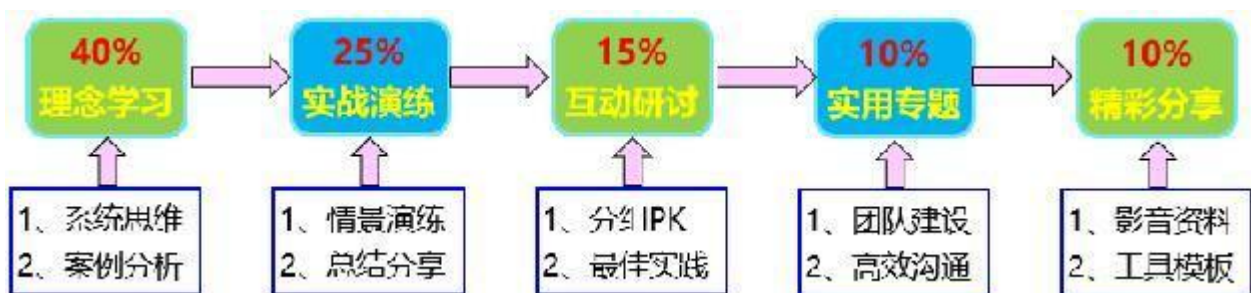 40%
理念学习
25%
实战演练
15%
互动研讨
10%
实用专题
10%
精彩分享
1、系统思维
2、案例分析
1、情景演练
2、总结分享
1、分组PK
2、最佳实践
1、团队建设
2、高效沟通
1、影音资料
2、工具模板